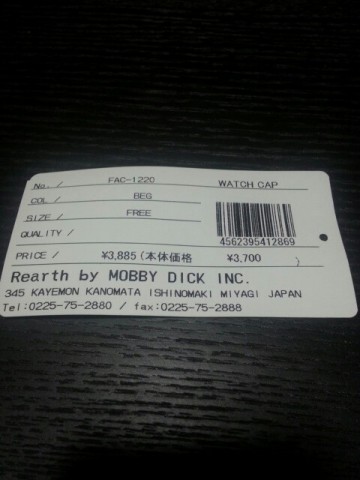 No. / FAC-1220 WATCH CAP
COL. / BEG
SIZE / FREE
QUALITY /
4562395412869
PRICE / ¥3,885(本体価格 ¥3,700 )
Rearth by MOBBY DICK INC.
345 KAYEMON KANOMATA ISHINOMAKI MIYAGI JAPAN
Tel:0225-75-2880 / fax:0225-75-2888